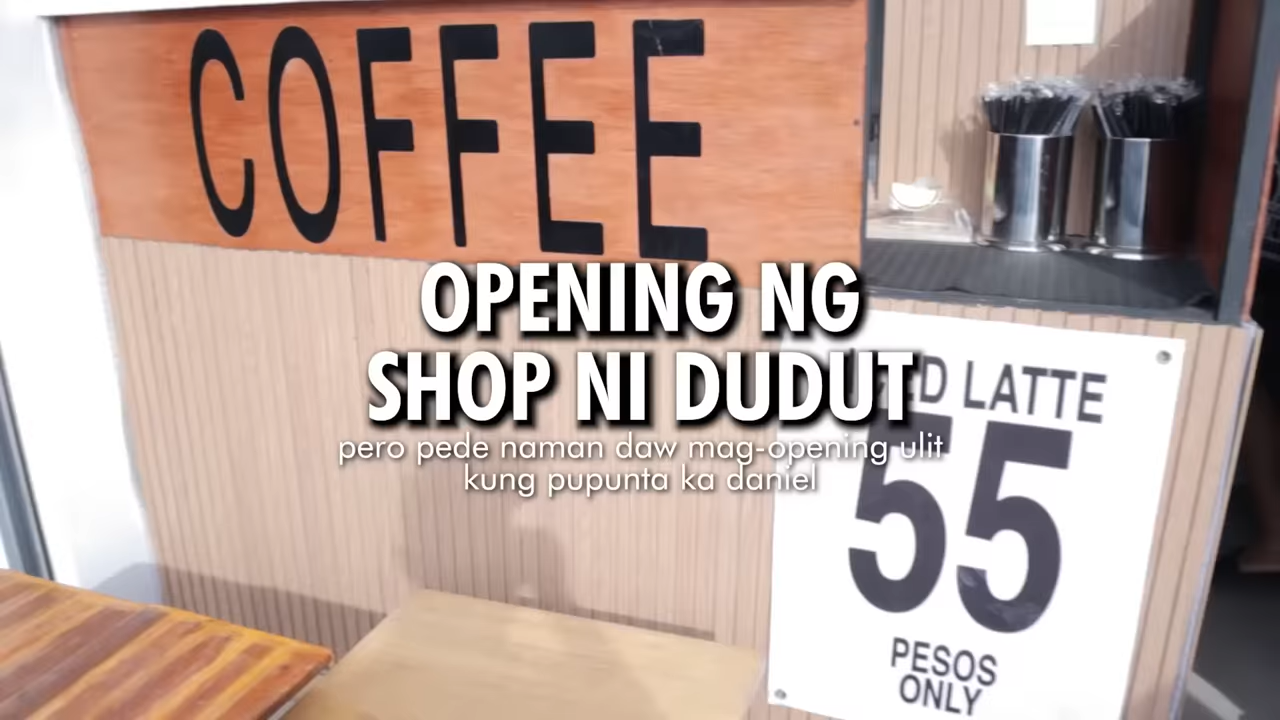 COFFEE
OPENING NG
SHOP NI DUDUT
pero pede naman daw mag-opening ulit
kung pupunta ka daniel
LATTE
55
PESOS
ONLY